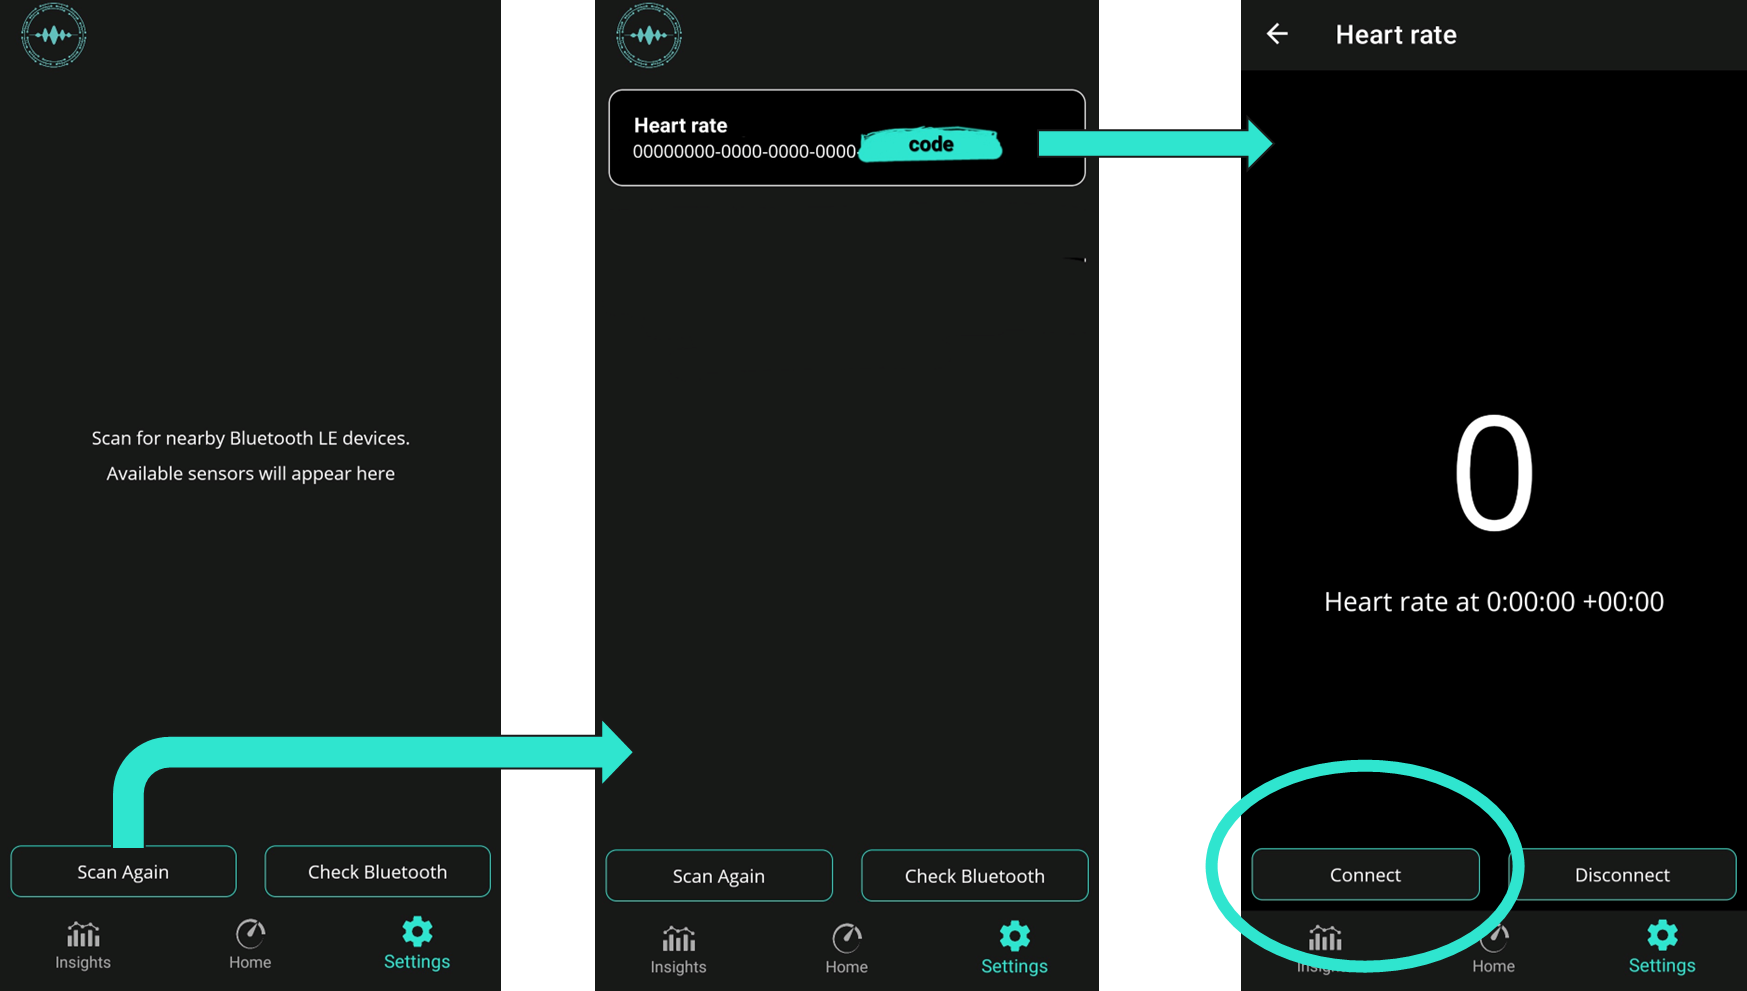 Scan for nearby Bluetooth LE devices.
Available sensors will appear here
Scan Again
Check Bluetooth
Insights
Home
Settings
Heart rate
00000000-0000-0000-0000-
code
Scan Again
Check Bluetooth
Insights
Home
Settings
Heart rate
0
Heart rate at 0:00:00 +00:00
Connect
Disconnect
Insights
Home
Settings